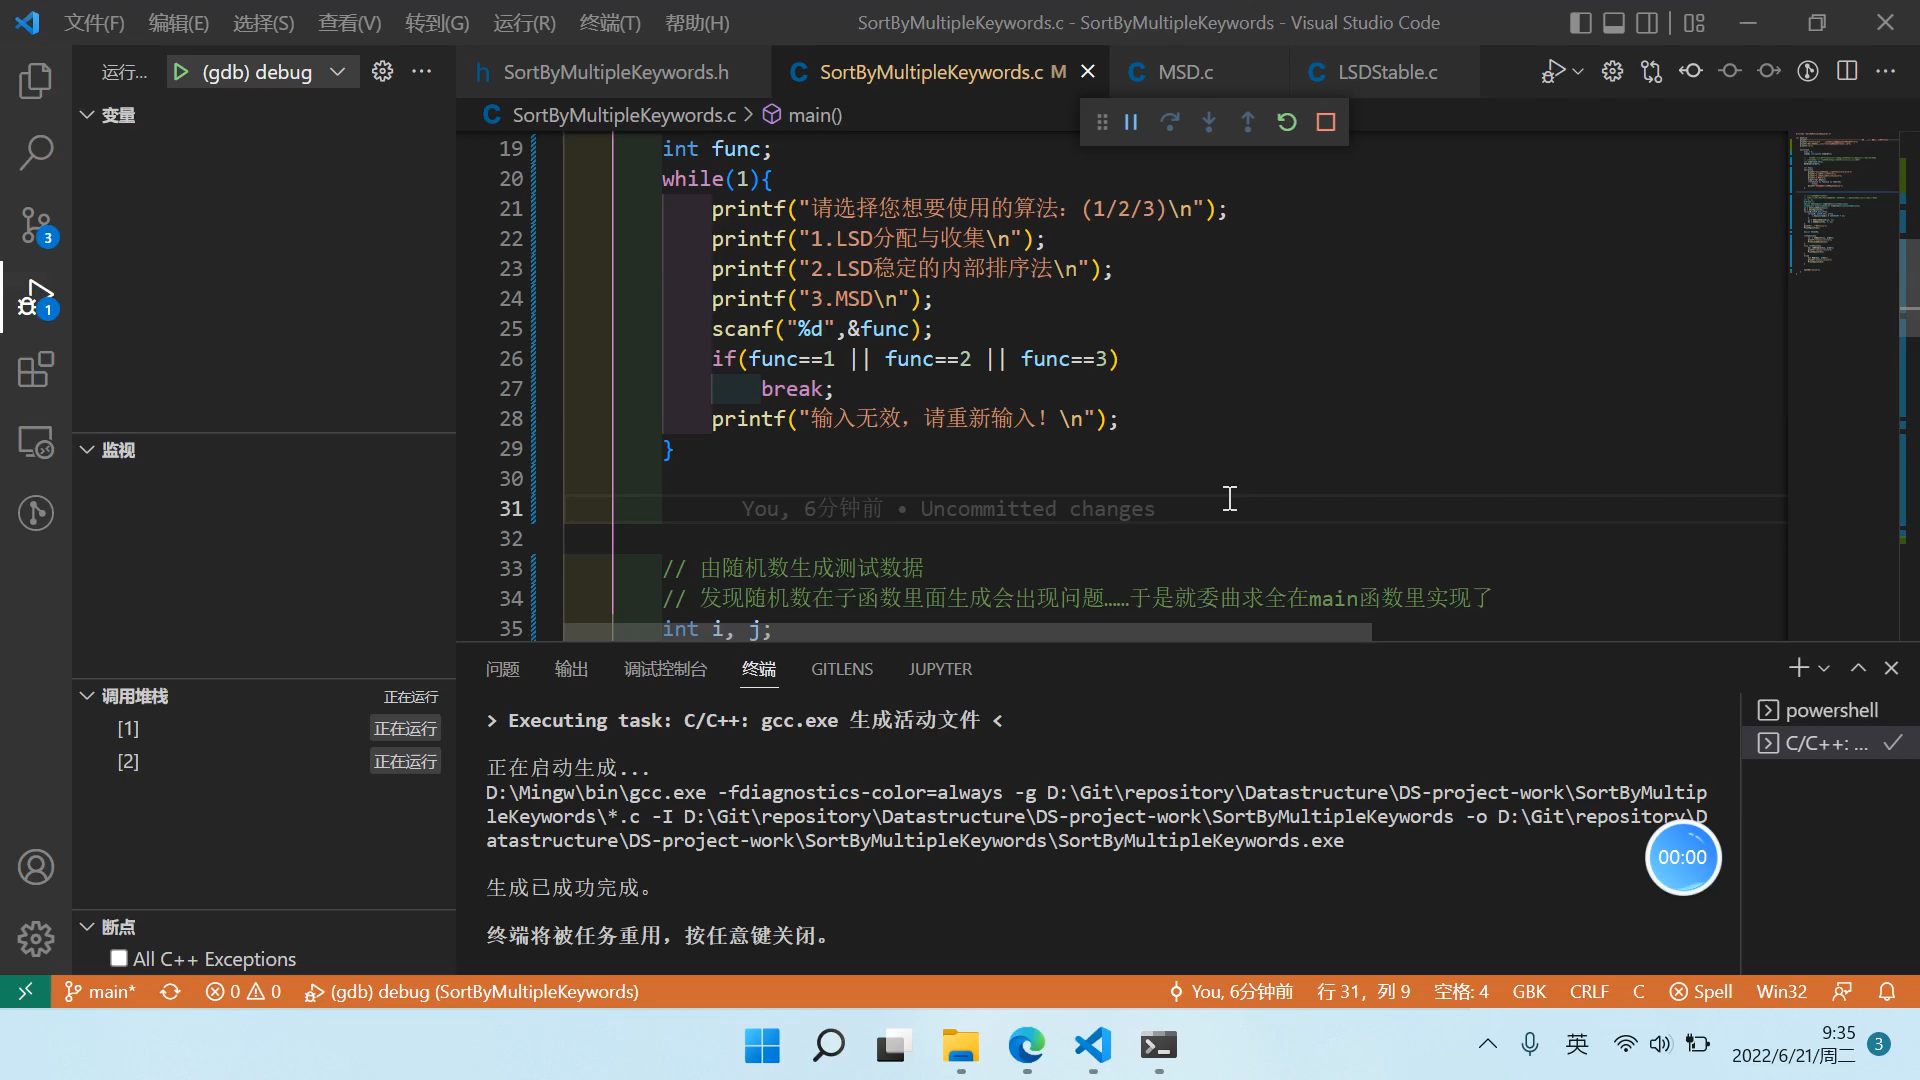 文件(F) 编辑(E) 选择(S) 查看(V) 转到(G) 运行(R) 终端(T) 帮助(H) SortByMultipleKeywords.c - SortByMultipleKeywords - Visual Studio Code
运行... (gdb) debug
h SortByMultipleKeywords.h C SortByMultipleKeywords.c M C MSD.c C LSDStable.c
变量
C SortByMultipleKeywords.c > main()
19 int func;
20 while(1){
21 printf("请选择您想要使用的算法：(1/2/3)\n");
22 printf("1.LSD分配与收集\n");
23 printf("2.LSD稳定的内部排序法\n");
24 printf("3.MSD\n");
25 scanf("%d",&func);
26 if(func==1 || func==2 || func==3)
27 break;
28 printf("输入无效，请重新输入！\n");
29 }
30
31 You, 6分钟前 • Uncommitted changes
32
33 // 由随机数生成测试数据
34 // 发现随机数在子函数里面生成会出现问题……于是就委曲求全在main函数里实现了
35 int i, j;
3
1
监视
调用堆栈 正在运行
[1] 正在运行
[2] 正在运行
断点
All C++ Exceptions
问题 输出 调试控制台 终端 GITLENS JUPYTER
> Executing task: C/C++: gcc.exe 生成活动文件 <
正在启动生成...
D:\Mingw\bin\gcc.exe -fdiagnostics-color=always -g D:\Git\repository\Datastructure\DS-project-work\SortByMultip
leKeywords\*.c -I D:\Git\repository\Datastructure\DS-project-work\SortByMultipleKeywords -o D:\Git\repository\D
atastructure\DS-project-work\SortByMultipleKeywords\SortByMultipleKeywords.exe
生成已成功完成。
终端将被任务重用，按任意键关闭。
powershell
C/C++: ...
00:00
main* 0 0 (gdb) debug (SortByMultipleKeywords) You, 6分钟前 行 31，列 9 空格: 4 GBK CRLF C Spell Win32
英 9:35
2022/6/21/周二 3